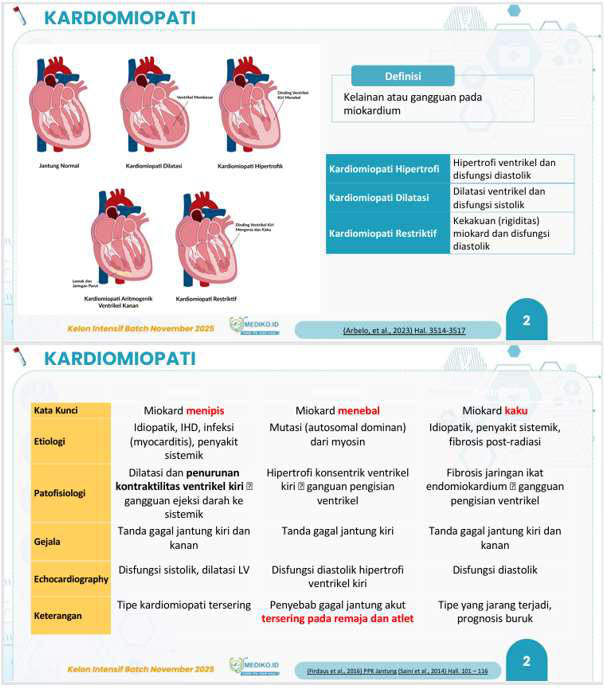 KARDIOMIOPATI
Ventrikel Membesar
Dinding Ventrikel
Kiri Menebal
Jantung Normal
Kardiomiopati Dilatasi
Kardiomiopati Hipertrofik
Dinding Ventrikel Kiri
Mengeras dan Kaku
Lemak dan
Jaringan Parut
Kardiomiopati Aritmogenik
Ventrikel Kanan
Kardiomiopati Restriktif
Definisi
Kelainan atau gangguan pada
miokardium
Kardiomiopati Hipertrofi
Hipertrofi ventrikel dan
disfungsi diastolik
Kardiomiopati Dilatasi
Dilatasi ventrikel dan
disfungsi sistolik
Kardiomiopati Restriktif
Kekakuan (rigiditas)
miokard dan disfungsi
diastolik
Kelon Intensif Batch November 2025
MEDIKO.ID
(Arbelo, et al., 2023) Hal. 3514-3517
2
KARDIOMIOPATI
Kata Kunci
Miokard menipis
Miokard menebal
Miokard kaku
Etiologi
Idiopatik, IHD, infeksi
(myocarditis), penyakit
sistemik
Mutasi (autosomal dominan)
dari myosin
Idiopatik, penyakit sistemik,
fibrosis post-radiasi
Patofisiologi
Dilatasi dan penurunan
kontraktilitas ventrikel kiri
gangguan ejeksi darah ke
sistemik
Hipertrofi konsentrik ventrikel
kiri ganguan pengisian
ventrikel
Fibrosis jaringan ikat
endomiokardium gangguan
pengisian ventrikel
Gejala
Tanda gagal jantung kiri dan
kanan
Tanda gagal jantung kiri
Tanda gagal jantung kiri dan
kanan
Echocardiography
Disfungsi sistolik, dilatasi LV
Disfungsi diastolik hipertrofi
ventrikel kiri
Disfungsi diastolik
Keterangan
Tipe kardiomiopati tersering
Penyebab gagal jantung akut
tersering pada remaja dan atlet
Tipe yang jarang terjadi,
prognosis buruk
Kelon Intensif Batch November 2025
MEDIKO.ID
(Firdaus et al., 2016) PPK Jantung (Saini et al., 2014) Hall. 101 – 116
2